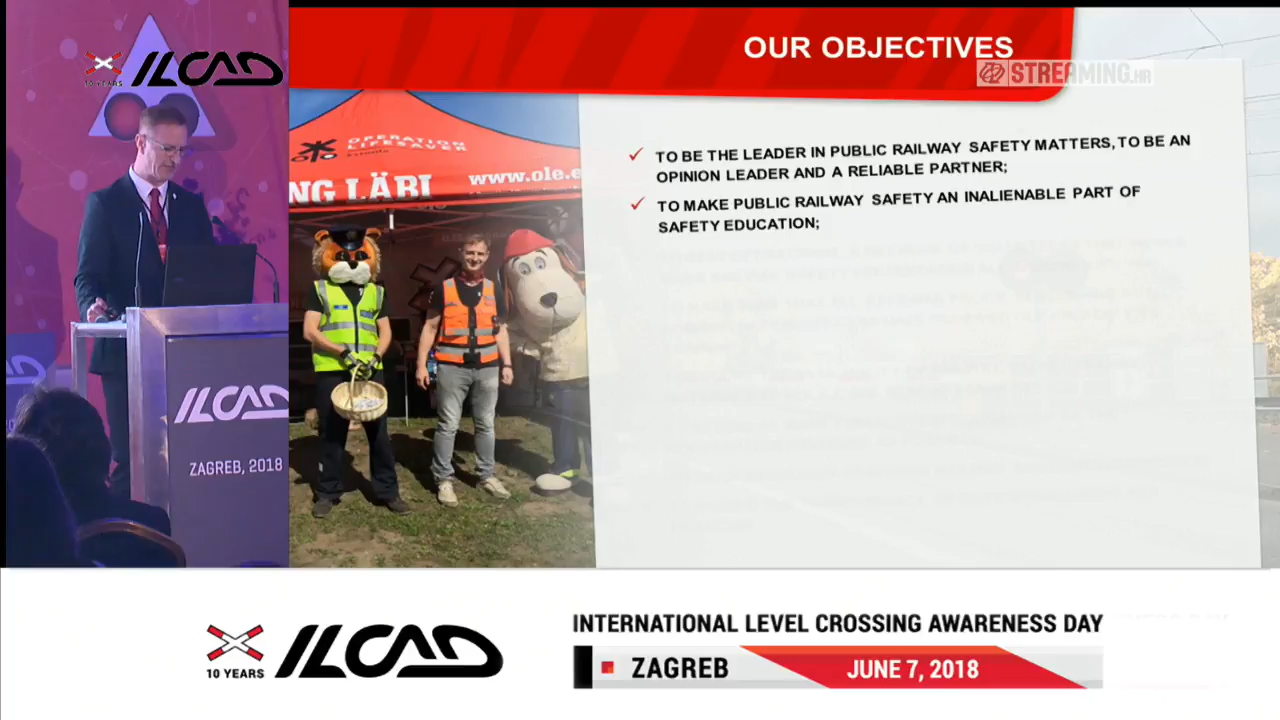 ILCAD
10 YEARS
OUR OBJECTIVES
STREAMING.HR
OPERATION
LIFESAVER
estonia
NG LÄBI
www.ole.e
TO BE THE LEADER IN PUBLIC RAILWAY SAFETY MATTERS, TO BE AN
OPINION LEADER AND A RELIABLE PARTNER;
TO MAKE PUBLIC RAILWAY SAFETY AN INALIENABLE PART OF
SAFETY EDUCATION;
ILCAD
ZAGREB, 2018
10 YEARS
ILCAD
INTERNATIONAL LEVEL CROSSING AWARENESS DAY
ZAGREB
JUNE 7, 2018